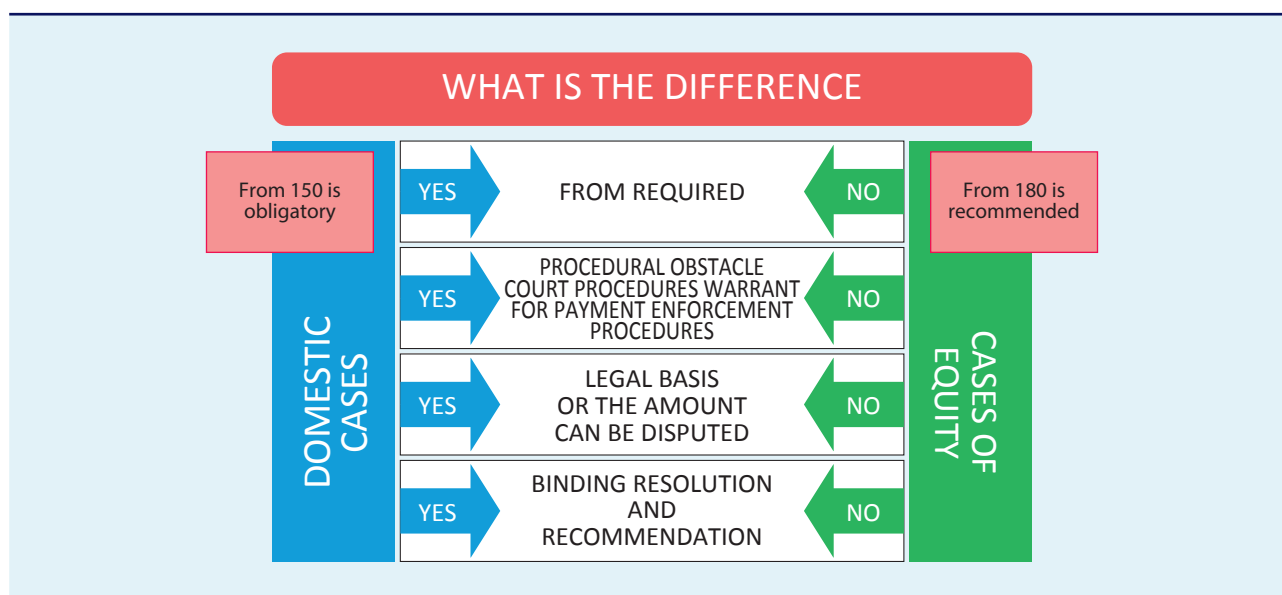 WHAT IS THE DIFFERENCE
From 150 is
obligatory
DOMESTIC
CASES
YES
FROM REQUIRED
NO
YES
PROCEDURAL OBSTACLE
COURT PROCEDURES WARRANT
FOR PAYMENT ENFORCEMENT
PROCEDURES
NO
YES
LEGAL BASIS
OR THE AMOUNT
CAN BE DISPUTED
NO
YES
BINDING RESOLUTION
AND
RECOMMENDATION
NO
From 180 is
recommended
CASES OF
EQUITY